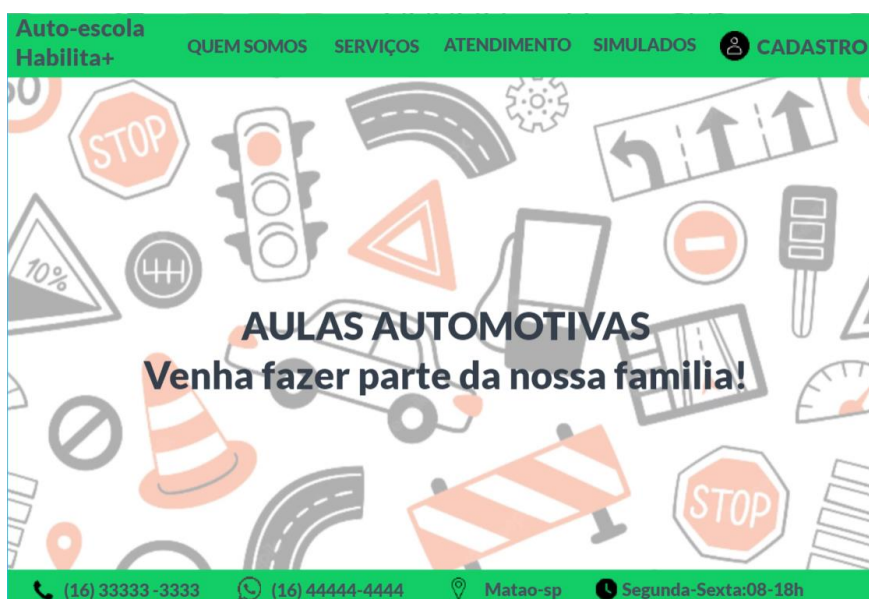 Auto-escola
Habilita+
QUEM SOMOS SERVIÇOS ATENDIMENTO SIMULADOS CADASTRO
STOP
10%
AULAS AUTOMOTIVAS
Venha fazer parte da nossa familia!
STOP
(16) 33333-3333 (16) 44444-4444 Matao-sp Segunda-Sexta:08-18h